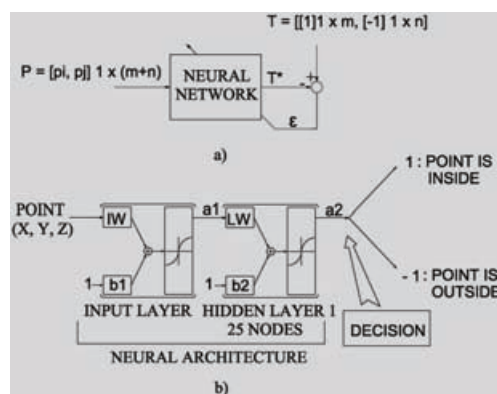 T = [[1]1 x m, [-1] 1 x n]
P = [pi, pj] 1 x (m+n)
NEURAL
NETWORK
T*
+
-
ε
a)
1 : POINT IS
INSIDE
POINT
(X, Y, Z)
IW
a1
LW
a2
1
b1
1
b2
- 1: POINT IS
OUTSIDE
INPUT LAYER
HIDDEN LAYER 1
25 NODES
DECISION
NEURAL ARCHITECTURE
b)